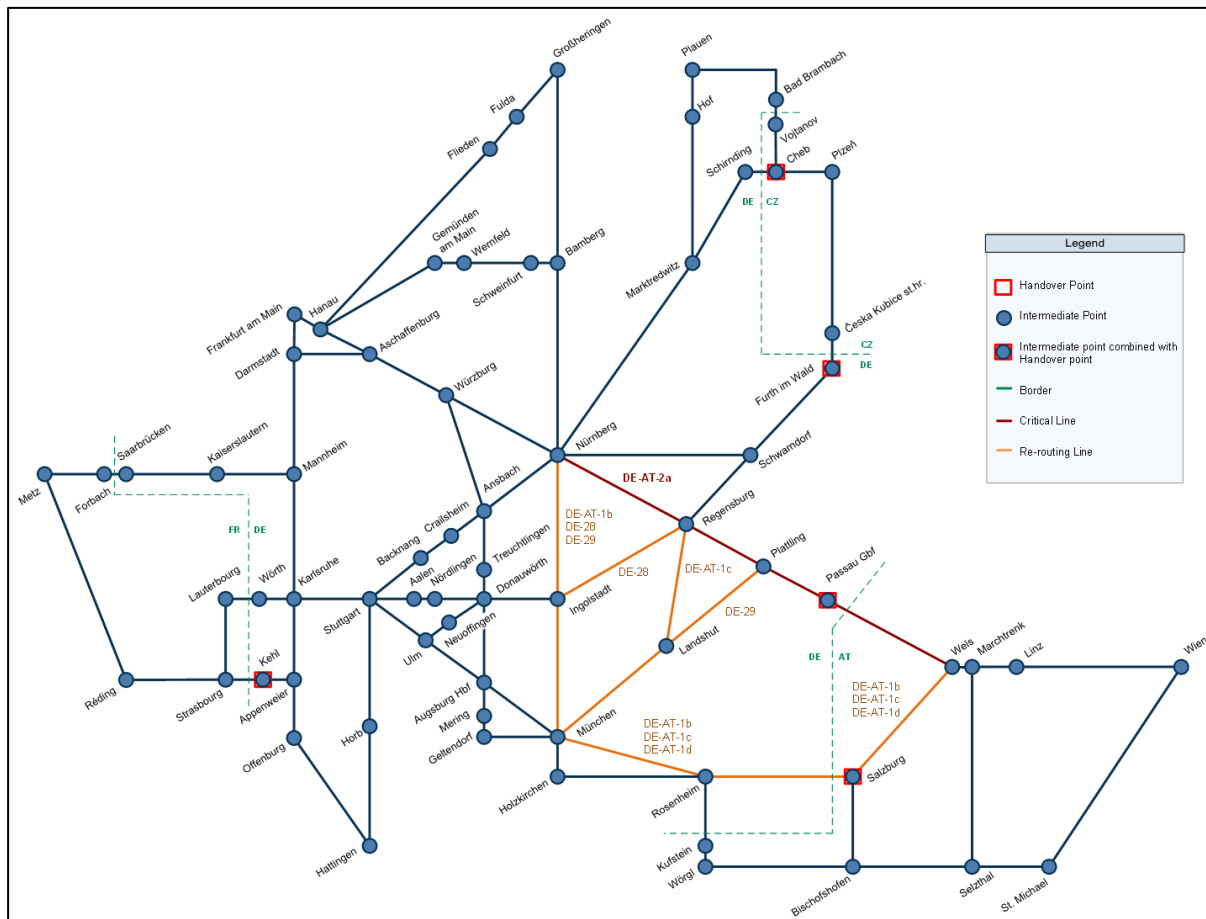 Großheringen
Plauen
Bad Brambach
Fulda
Hof
Vojtanov
Flieden
Schirnding
Cheb
Plzeň
DE
CZ
Gemünden
am Main
Wernfeld
Bamberg
Schweinfurt
Marktredwitz
Legend
Handover Point
Intermediate Point
Intermediate point combined with
Handover point
Border
Critical Line
Re-routing Line
Frankfurt am Main
Hanau
Aschaffenburg
Darmstadt
Česka Kubice st.hr.
CZ
DE
Furth im Wald
Würzburg
Nürnberg
Schwarndorf
Saarbrücken
Kaiserslautern
Mannheim
Metz
Forbach
Ansbach
DE-AT-2a
Regensburg
FR
DE
Crailsheim
Backnang
Treuchtlingen
DE-AT-1b
DE-28
DE-29
Plattling
DE-28
DE-AT-1c
Passau Gbf
Lauterbourg
Wörth
Karlsruhe
Stuttgart
Aalen
Nördlingen
Donauwörth
Ingolstadt
DE-29
Neuoffingen
Ulm
Landshut
DE
AT
Kehl
Réding
Strasbourg
Appenweier
Augsburg Hbf
Wels
Marchtrenk
Linz
Wien
DE-AT-1b
DE-AT-1c
DE-AT-1d
Offenburg
Horb
Mering
Geltendorf
München
DE-AT-1b
DE-AT-1c
DE-AT-1d
Holzkirchen
Rosenheim
Salzburg
Hattingen
Kufstein
Wörgl
Bischofshofen
Selzthal
St. Michael